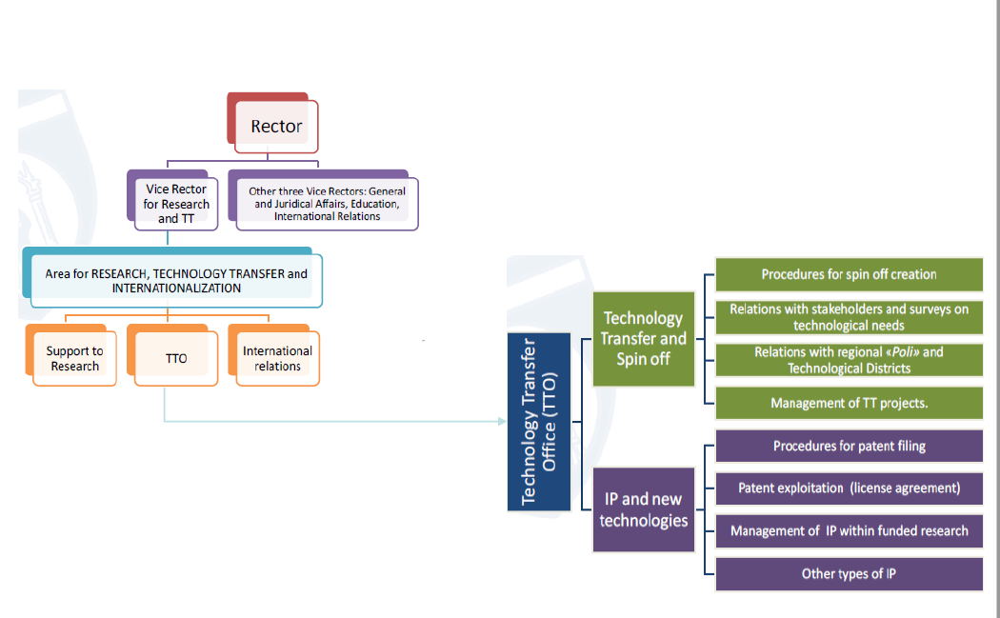 Rector
Vice Rector
for Research
and TT
Other three Vice Rectors: General
and Juridical Affairs, Education,
International Relations
Area for RESEARCH, TECHNOLOGY TRANSFER and
INTERNATIONALIZATION
Support to
Research
TTO
International
relations
Technology Transfer
Office (TTO)
Technology
Transfer and
Spin off
Procedures for spin off creation
Relations with stakeholders and surveys on
technological needs
Relations with regional «Poli» and
Technological Districts
Management of TT projects.
IP and new
technologies
Procedures for patent filing
Patent exploitation (license agreement)
Management of IP within funded research
Other types of IP